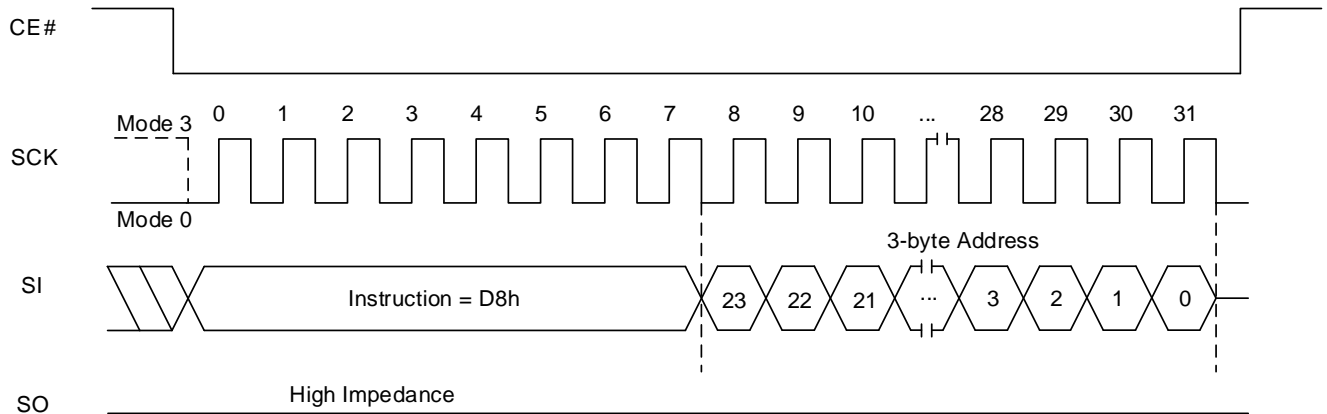 CE#
0 1 2 3 4 5 6 7 8 9 10 ... 28 29 30 31
Mode 3
SCK
Mode 0
3-byte Address
SI
Instruction = D8h 23 22 21 ... 3 2 1 0
High Impedance
SO